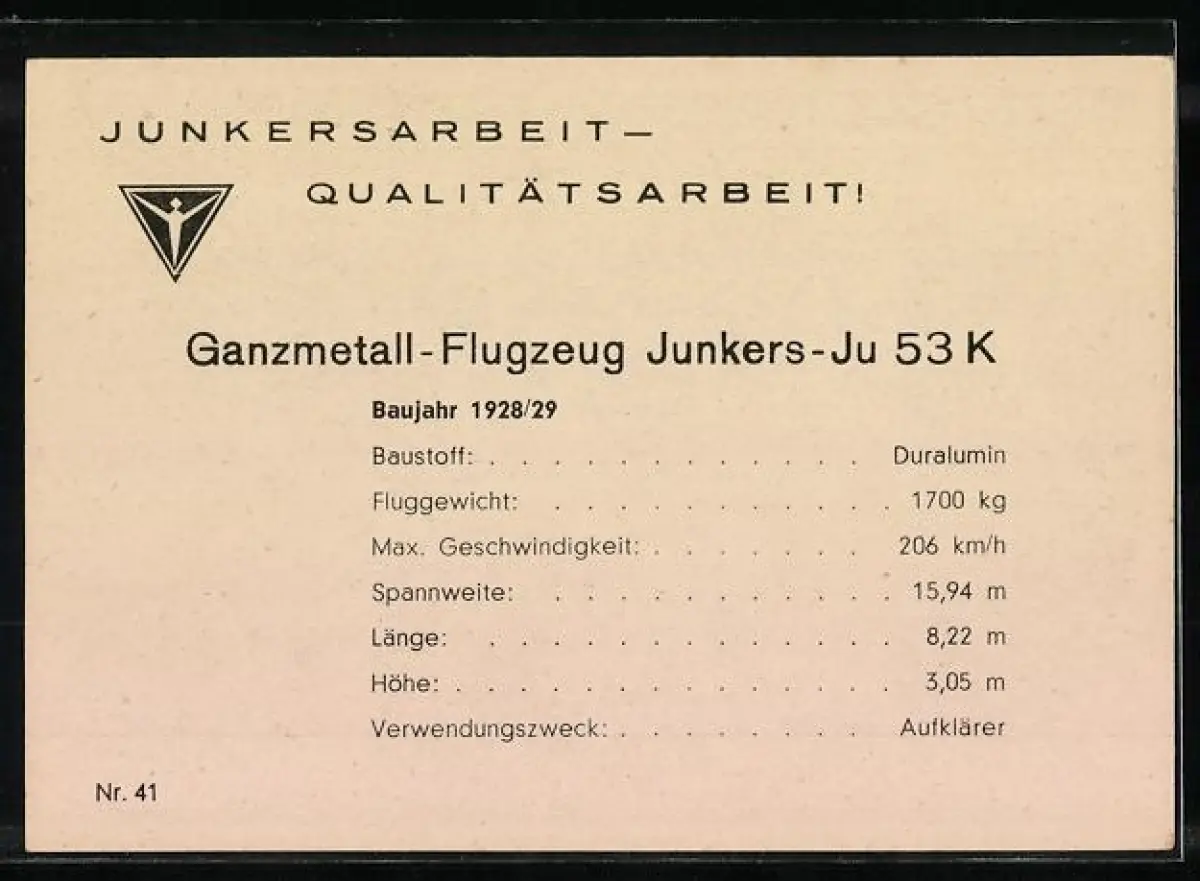 JUNKERSARBEIT—
QUALITÄTSARBEIT!
Ganzmetall-Flugzeug Junkers-Ju 53 K
Baujahr 1928/29
Baustoff: . . . . . . . . . . . . Duralumin
Fluggewicht: . . . . . . . . . . . 1700 kg
Max. Geschwindigkeit: . . . . . . . 206 km/h
Spannweite: . . . . . . . . . . . 15,94 m
Länge: . . . . . . . . . . . . . 8,22 m
Höhe: . . . . . . . . . . . . . . 3,05 m
Verwendungszweck: . . . . . . . . Aufklärer
Nr. 41